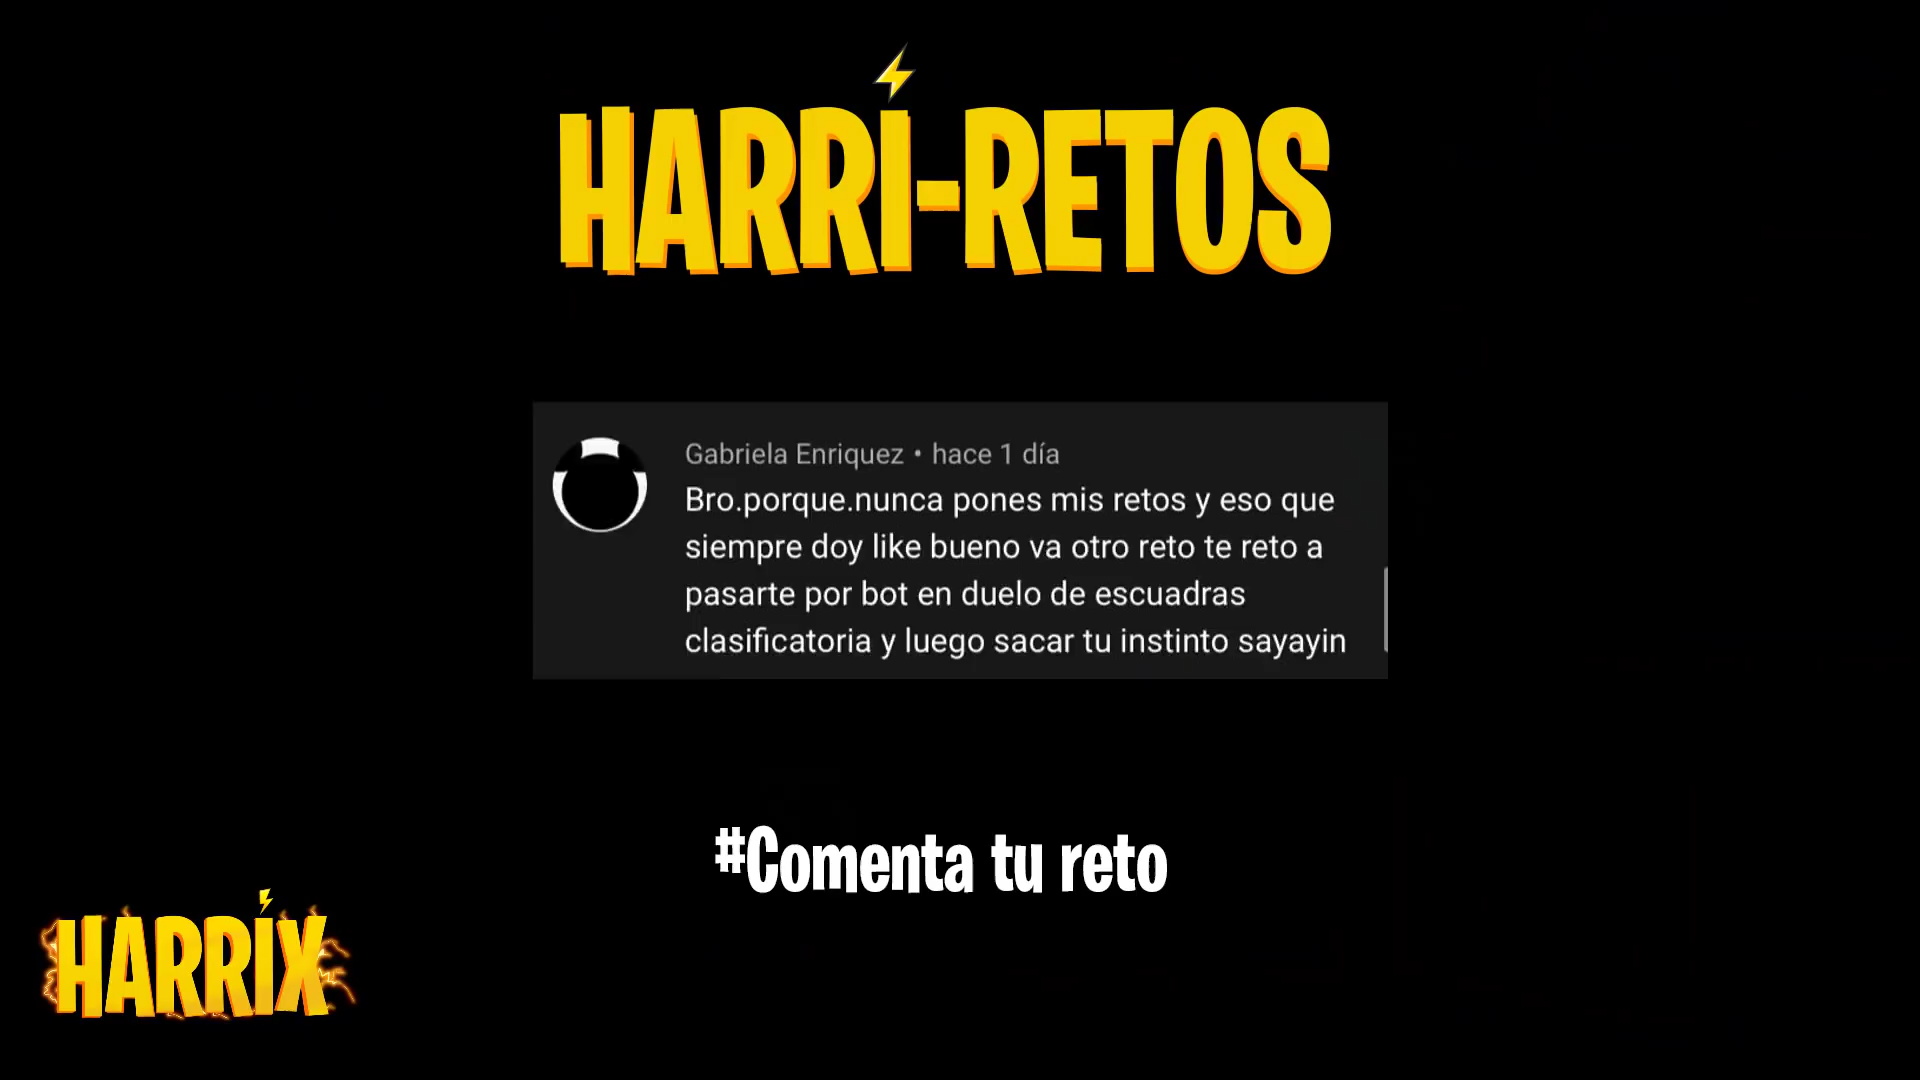 HARRÍ-RETOS
Gabriela Enriquez • hace 1 día
Bro.porque.nunca pones mis retos y eso que
siempre doy like bueno va otro reto te reto a
pasarte por bot en duelo de escuadras
clasificatoria y luego sacar tu instinto sayayin
#Comenta tu reto
HARRÍX